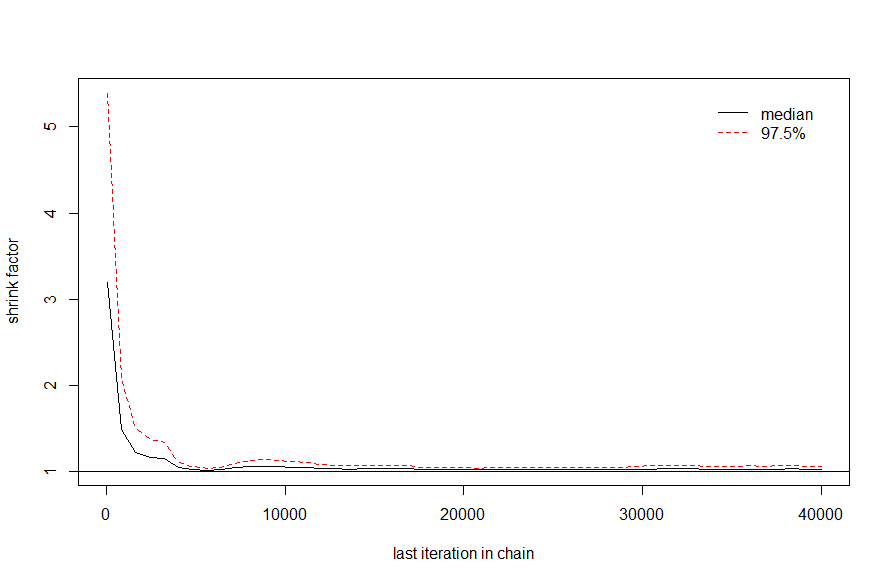 median
97.5%
shrink factor
5
4
3
2
1
0 10000 20000 30000 40000
last iteration in chain